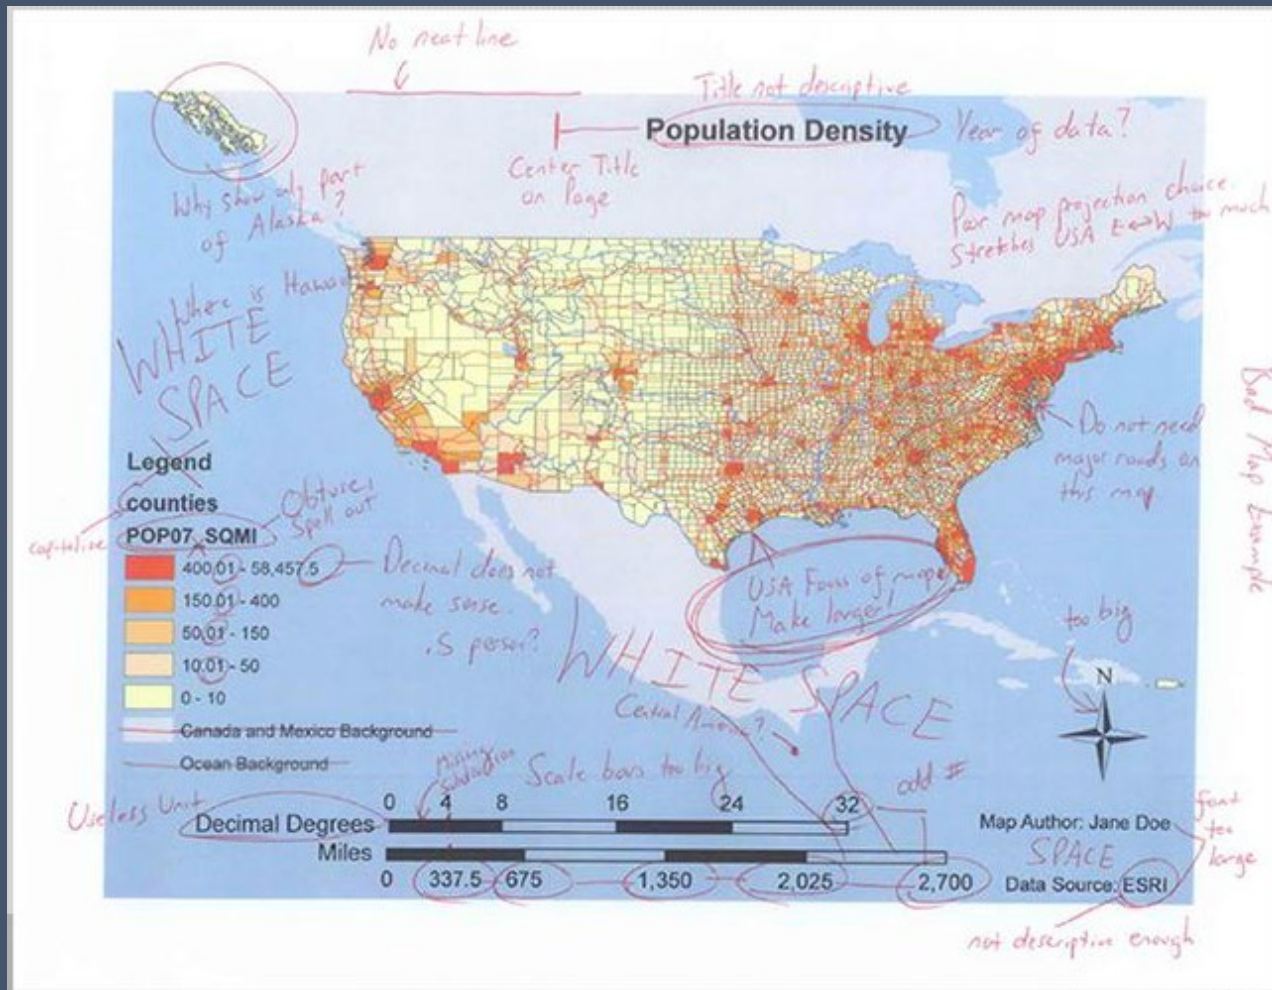 No neat line
Title not descriptive
Population Density
Year of data?
Center Title
on Page
Why show only part
of Alaska?
Poor map projection choice.
Stretches USA E↔W too much
Where is Hawaii
WHITE
SPACE
Bad Map Example
Do not need
major roads on
this map
Legend
counties
capitalize
POP07_SQMI
Obtuse,
Spell out
400.01 - 58,457.5
150.01 - 400
50.01 - 150
10.01 - 50
0 - 10
Decimal does not
make sense.
.5 person?
USA Focus of map
Make larger!
WHITE SPACE
too big
N
Central America?
Canada and Mexico Background
Ocean Background
Missing
Scale bars too big
odd #
Useless Unit
0 4 8 16 24 32
Decimal Degrees
Miles
0 337.5 675 1,350 2,025 2,700
Map Author: Jane Doe
font
too
large
SPACE
Data Source: ESRI
not descriptive enough